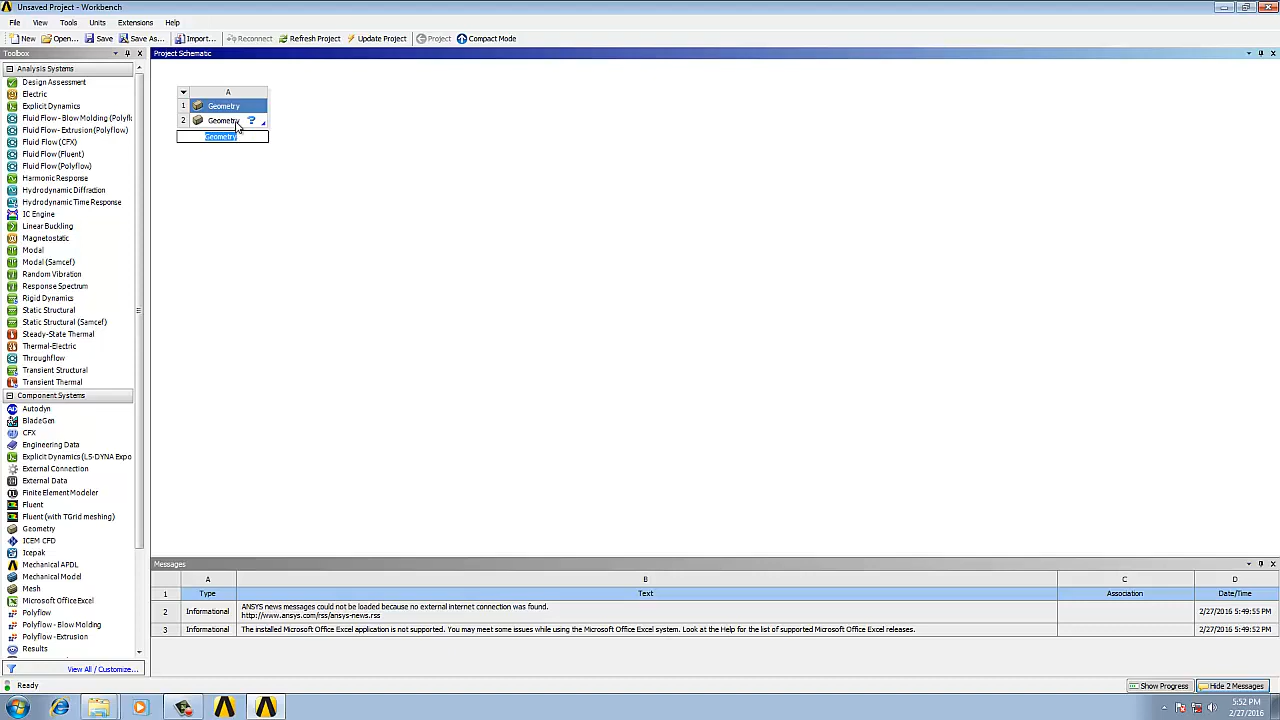 Unsaved Project - Workbench
File View Tools Units Extensions Help
New Open... Save Save As... Import... Reconnect Refresh Project Update Project Project Compact Mode
Toolbox
Project Schematic
Analysis Systems
Design Assessment
Electric
Explicit Dynamics
Fluid Flow - Blow Molding (Polyfl
Fluid Flow - Extrusion (Polyflow)
Fluid Flow (CFX)
Fluid Flow (Fluent)
Fluid Flow (Polyflow)
Harmonic Response
Hydrodynamic Diffraction
Hydrodynamic Time Response
IC Engine
Linear Buckling
Magnetostatic
Modal
Modal (Samcef)
Random Vibration
Response Spectrum
Rigid Dynamics
Static Structural
Static Structural (Samcef)
Steady-State Thermal
Thermal-Electric
Throughflow
Transient Structural
Transient Thermal
Component Systems
Autodyn
BladeGen
CFX
Engineering Data
Explicit Dynamics (LS-DYNA Expo
External Connection
External Data
Finite Element Modeler
Fluent
Fluent (with TGrid meshing)
Geometry
ICEM CFD
Icepak
Mechanical APDL
Mechanical Model
Mesh
Microsoft Office Excel
Polyflow
Polyflow - Blow Molding
Polyflow - Extrusion
Results
View All / Customize...
A
1 Geometry
2 Geometry ?
Geometry
Messages
A B C D
1 Type Text Association Date/Time
2 Informational ANSYS news messages could not be loaded because no external internet connection was found.
http://www.ansys.com/rss/ansys-news.rss 2/27/2016 5:49:55 PM
3 Informational The installed Microsoft Office Excel application is not supported. You may meet some issues while using the Microsoft Office Excel system. Look at the Help for the list of supported Microsoft Office Excel releases. 2/27/2016 5:49:52 PM
Ready
Show Progress Hide 2 Messages
5:52 PM
2/27/2016